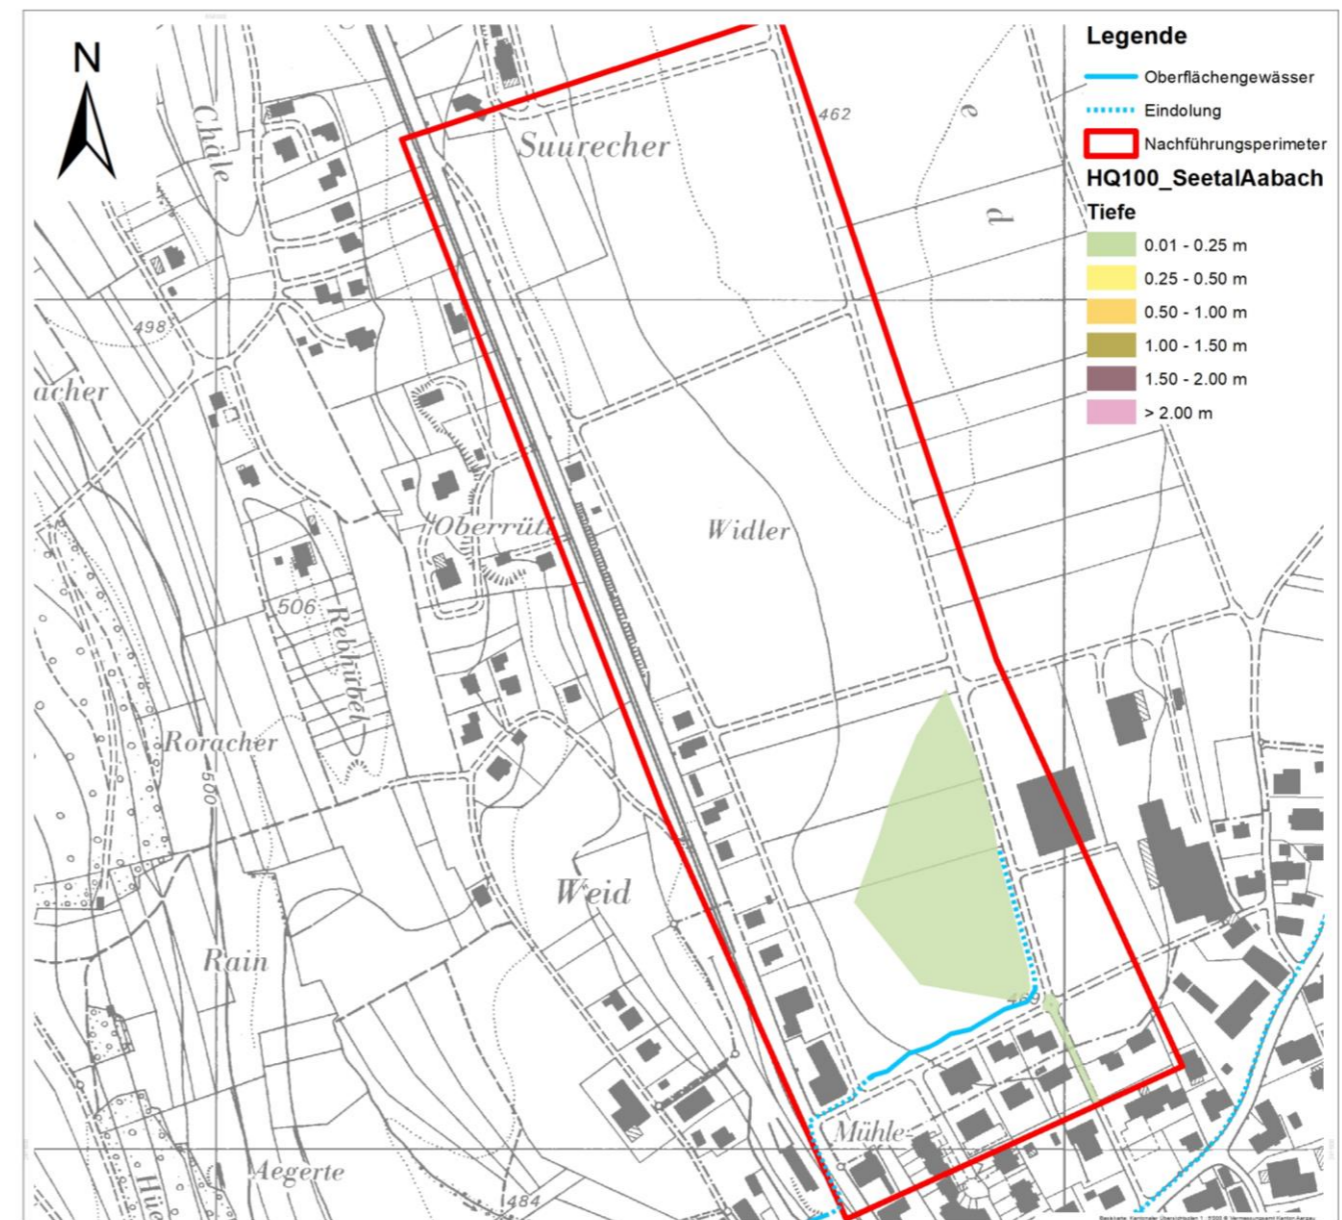 N
Legende
Oberflächengewässer
Eindolung
Nachführungsperimeter
HQ100_SeetalAabach
Tiefe
0.01 - 0.25 m
0.25 - 0.50 m
0.50 - 1.00 m
1.00 - 1.50 m
1.50 - 2.00 m
> 2.00 m
Chäle
Suurecher
462
e
d
498
acher
Oberrüti
Widler
506
Rebhübel
Roracher
500
Weid
Rain
469
Mühle-
Aegerte
484